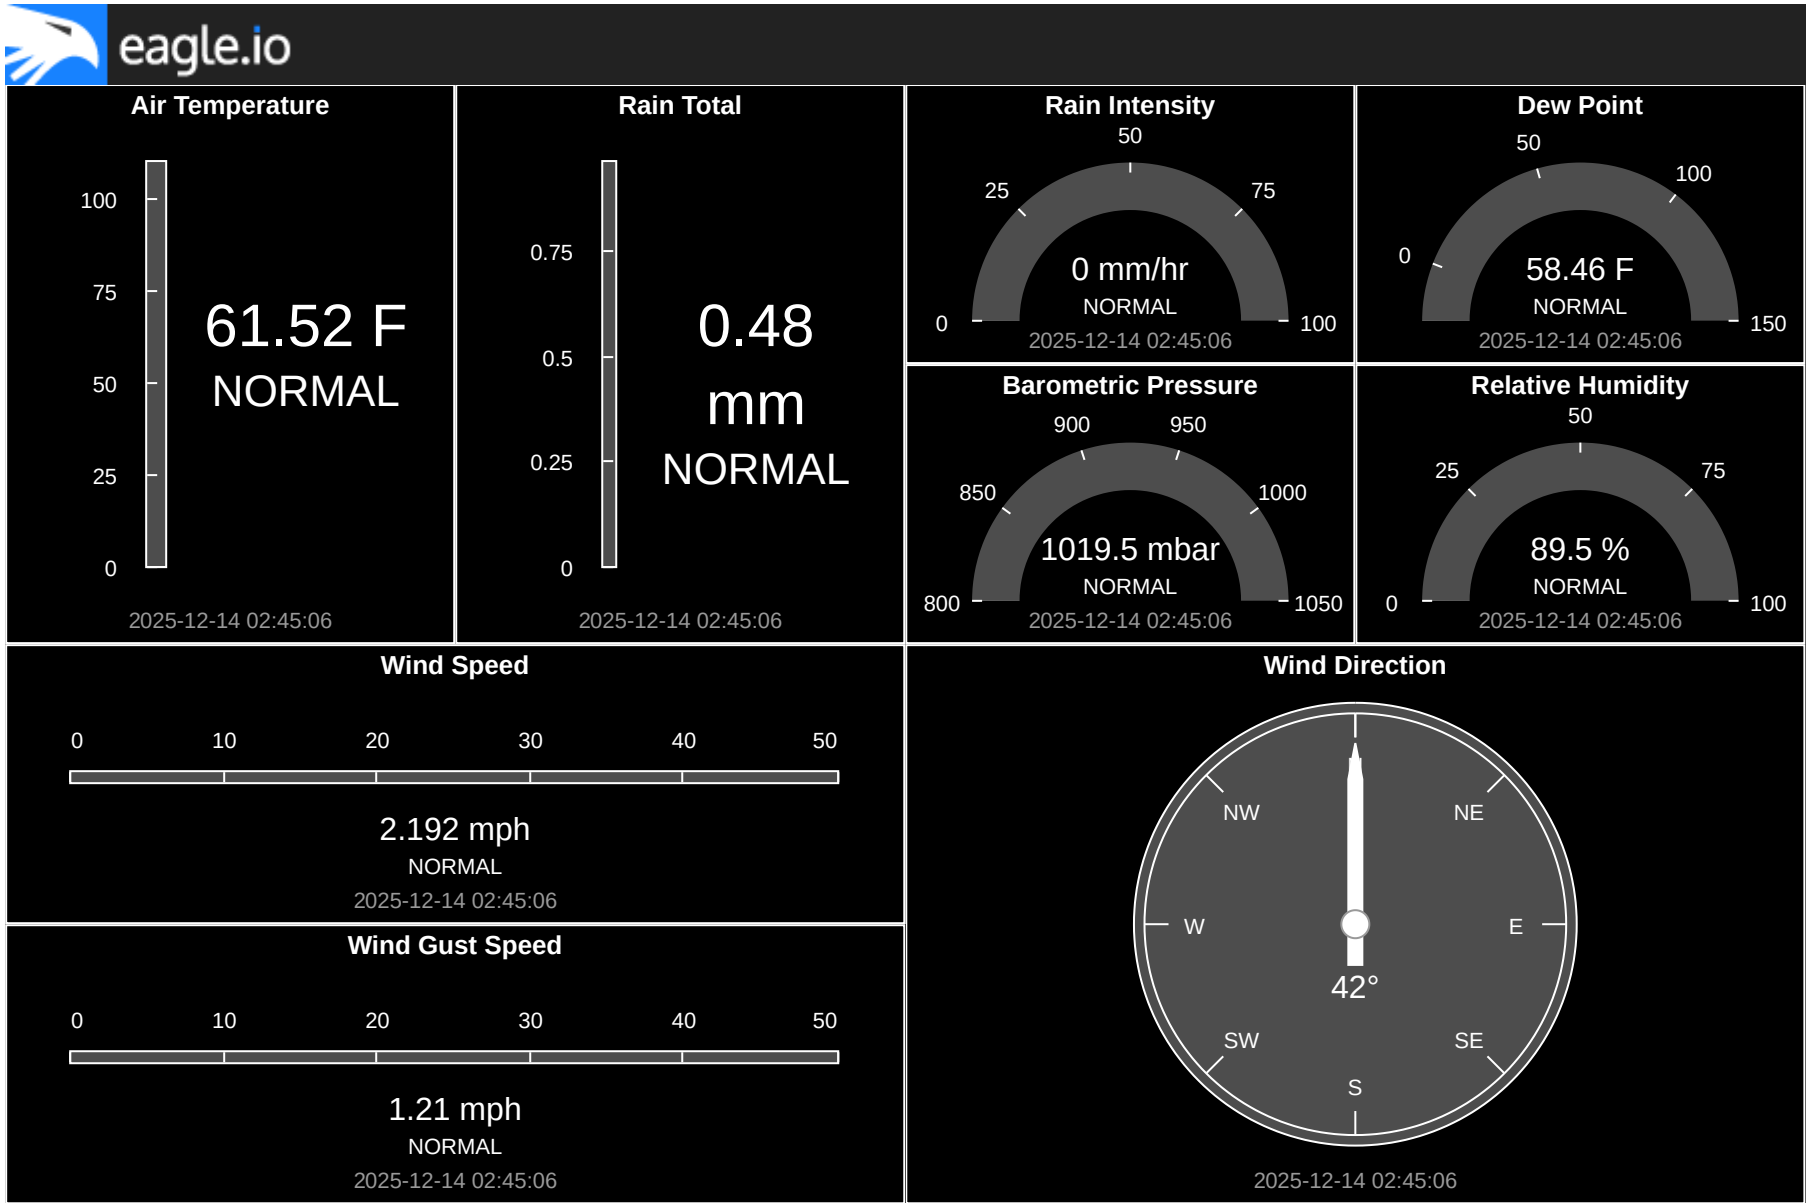 eagle.io
Air Temperature
100
75
50
25
0
61.52 F
NORMAL
2025-12-14 02:45:06
Rain Total
0.75
0.5
0.25
0
0.48
mm
NORMAL
2025-12-14 02:45:06
Rain Intensity
50
25
75
0
100
0 mm/hr
NORMAL
2025-12-14 02:45:06
Dew Point
50
100
0
150
58.46 F
NORMAL
2025-12-14 02:45:06
Barometric Pressure
900
950
850
1000
800
1050
1019.5 mbar
NORMAL
2025-12-14 02:45:06
Relative Humidity
50
25
75
0
100
89.5 %
NORMAL
2025-12-14 02:45:06
Wind Speed
0 10 20 30 40 50
2.192 mph
NORMAL
2025-12-14 02:45:06
Wind Gust Speed
0 10 20 30 40 50
1.21 mph
NORMAL
2025-12-14 02:45:06
Wind Direction
NW
NE
W
E
42°
SW
SE
S
2025-12-14 02:45:06